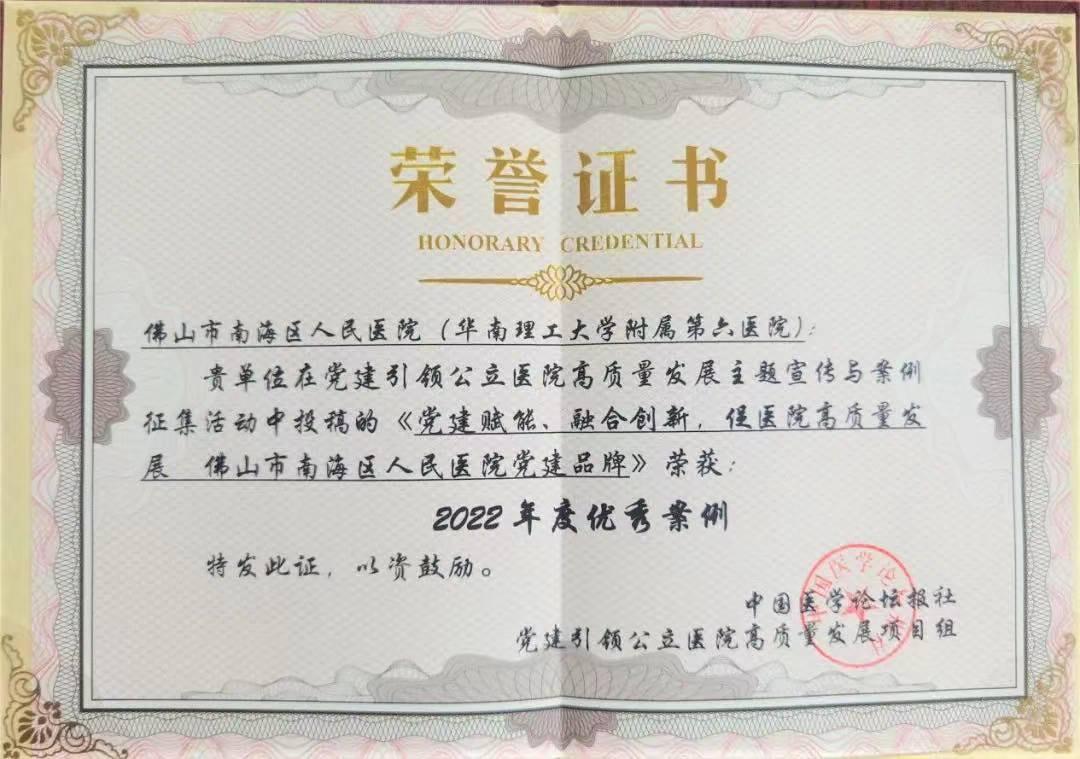 荣誉证书
HONORARY CREDENTIAL
佛山市南海区人民医院（华南理工大学附属第六医院）：
贵单位在党建引领公立医院高质量发展主题宣传与案例
征集活动中投稿的《党建赋能、融合创新，促医院高质量发
展 佛山市南海区人民医院党建品牌》荣获：
2022年度优秀案例
特发此证，以资鼓励。
中国医学论坛报社
党建引领公立医院高质量发展项目组